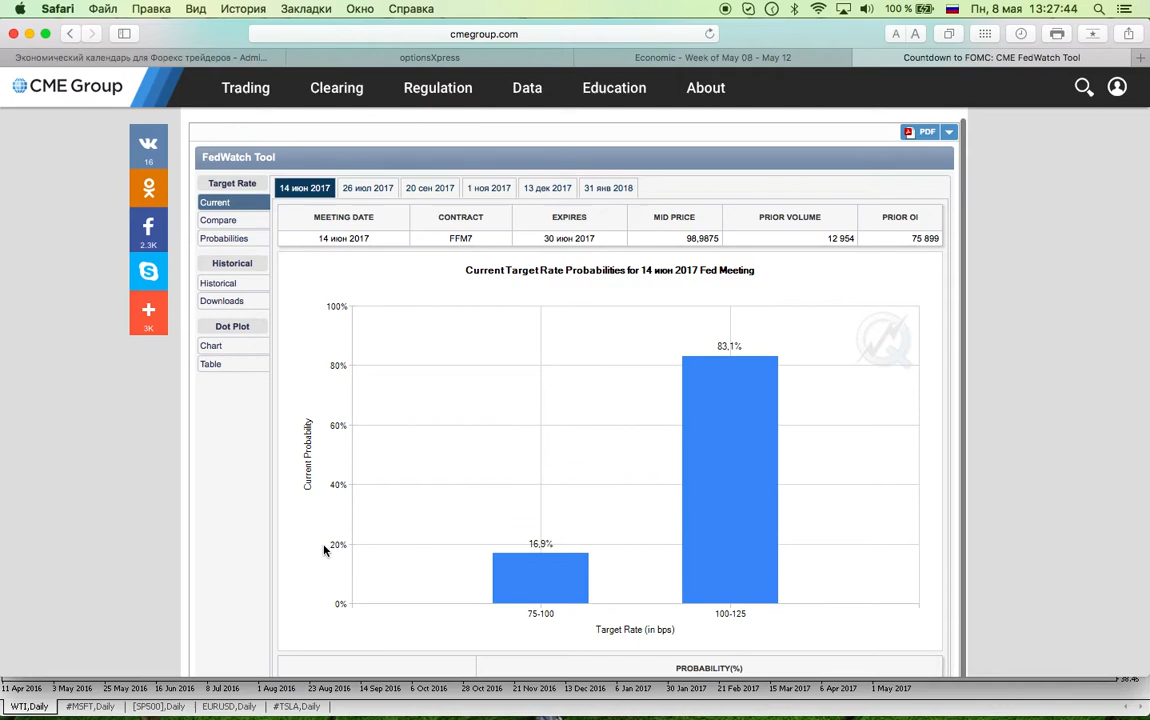 Safari Файл Правка Вид История Закладки Окно Справка 100 % Пн, 8 мая 13:27:44
cmegroup.com
A A
Экономический календарь для Форекс трейдеров - Admi... optionsXpress Economic - Week of May 08 - May 12 Countdown to FOMC: CME FedWatch Tool
CME Group Trading Clearing Regulation Data Education About
PDF
16
2.3K
3K
FedWatch Tool
Target Rate
Current
Compare
Probabilities
Historical
Historical
Downloads
Dot Plot
Chart
Table
14 июн 2017 26 июл 2017 20 сен 2017 1 ноя 2017 13 дек 2017 31 янв 2018
MEETING DATE CONTRACT EXPIRES MID PRICE PRIOR VOLUME PRIOR OI
14 июн 2017 FFM7 30 июн 2017 98,9875 12 954 75 899
Current Target Rate Probabilities for 14 июн 2017 Fed Meeting
100%
83,1%
80%
60%
Current Probability
40%
20%
16,9%
0%
75-100 100-125
Target Rate (in bps)
PROBABILITY(%)
38.45
11 Apr 2016 3 May 2016 25 May 2016 16 Jun 2016 8 Jul 2016 1 Aug 2016 23 Aug 2016 14 Sep 2016 6 Oct 2016 28 Oct 2016 21 Nov 2016 13 Dec 2016 6 Jan 2017 30 Jan 2017 21 Feb 2017 15 Mar 2017 6 Apr 2017 1 May 2017
WTI,Daily #MSFT,Daily [SP500],Daily EURUSD,Daily #TSLA,Daily